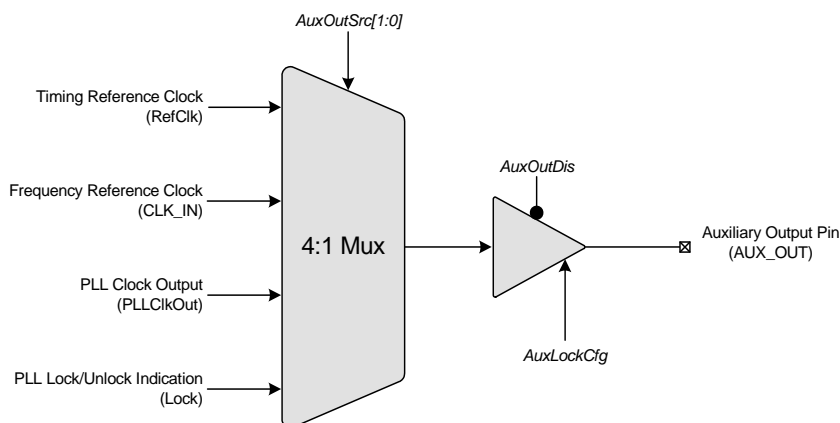 AuxOutSrc[1:0]
Timing Reference Clock
(RefClk)
Frequency Reference Clock
(CLK_IN)
PLL Clock Output
(PLLClkOut)
PLL Lock/Unlock Indication
(Lock)
4:1 Mux
AuxOutDis
AuxLockCfg
Auxiliary Output Pin
(AUX_OUT)